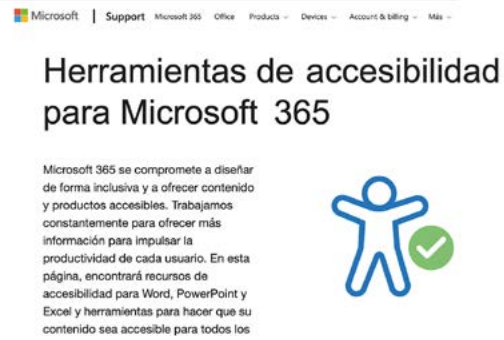 Microsoft | Support Microsoft 365 Office Products Devices Account & billing Más
Herramientas de accesibilidad
para Microsoft 365
Microsoft 365 se compromete a diseñar
de forma inclusiva y a ofrecer contenido
y productos accesibles. Trabajamos
constantemente para ofrecer más
información para impulsar la
productividad de cada usuario. En esta
página, encontrará recursos de
accesibilidad para Word, PowerPoint y
Excel y herramientas para hacer que su
contenido sea accesible para todos los